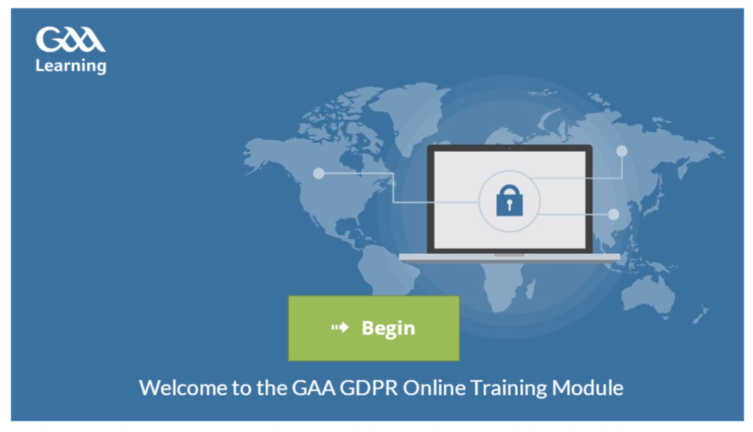 GAA
Learning
Begin
Welcome to the GAA GDPR Online Training Module